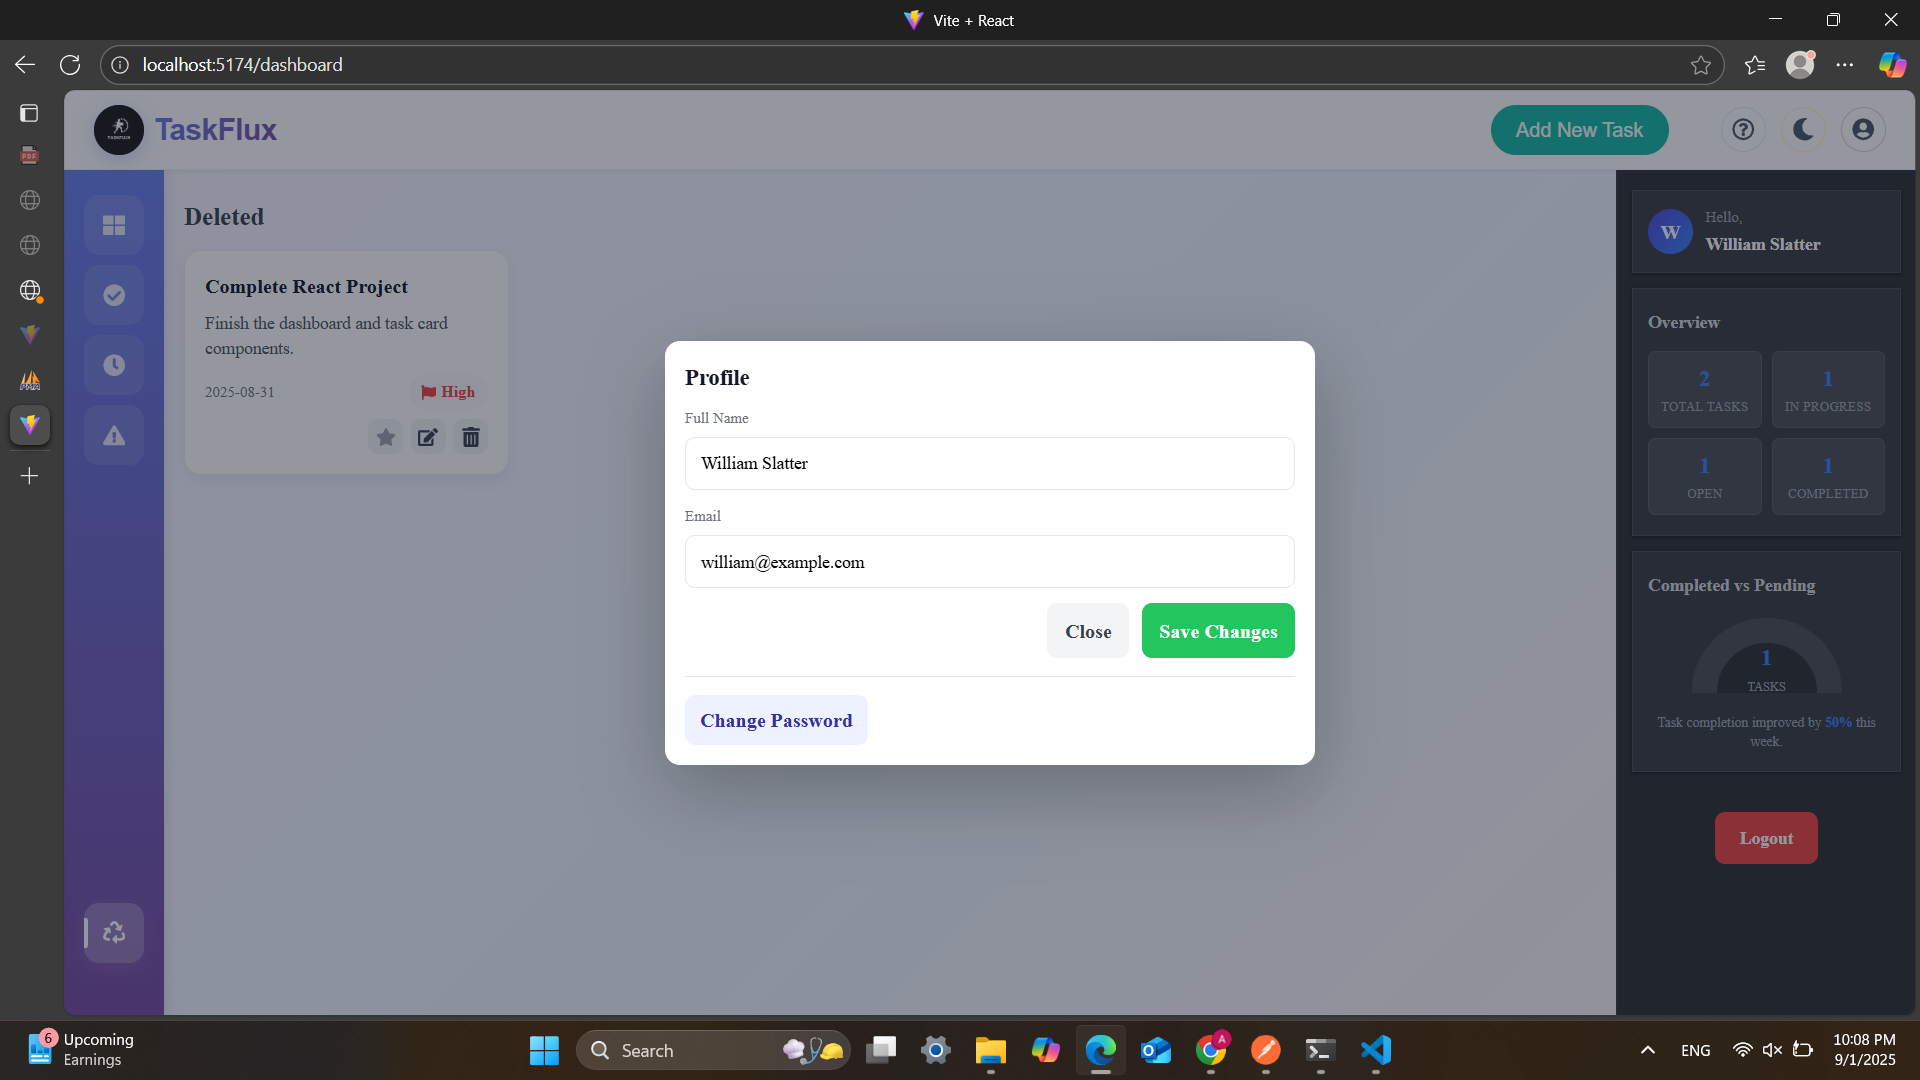 Vite + React
localhost:5174/dashboard
PDF
TaskFlux
Add New Task
Deleted
Complete React Project
Finish the dashboard and task card
components.
2025-08-31
High
Profile
Full Name
William Slatter
Email
william@example.com
Close
Save Changes
Change Password
W
Hello,
William Slatter
Overview
2
TOTAL TASKS
1
IN PROGRESS
1
OPEN
1
COMPLETED
Completed vs Pending
1
TASKS
Task completion improved by 50% this
week.
Logout
6
Upcoming
Earnings
Search
A
ENG
10:08 PM
9/1/2025